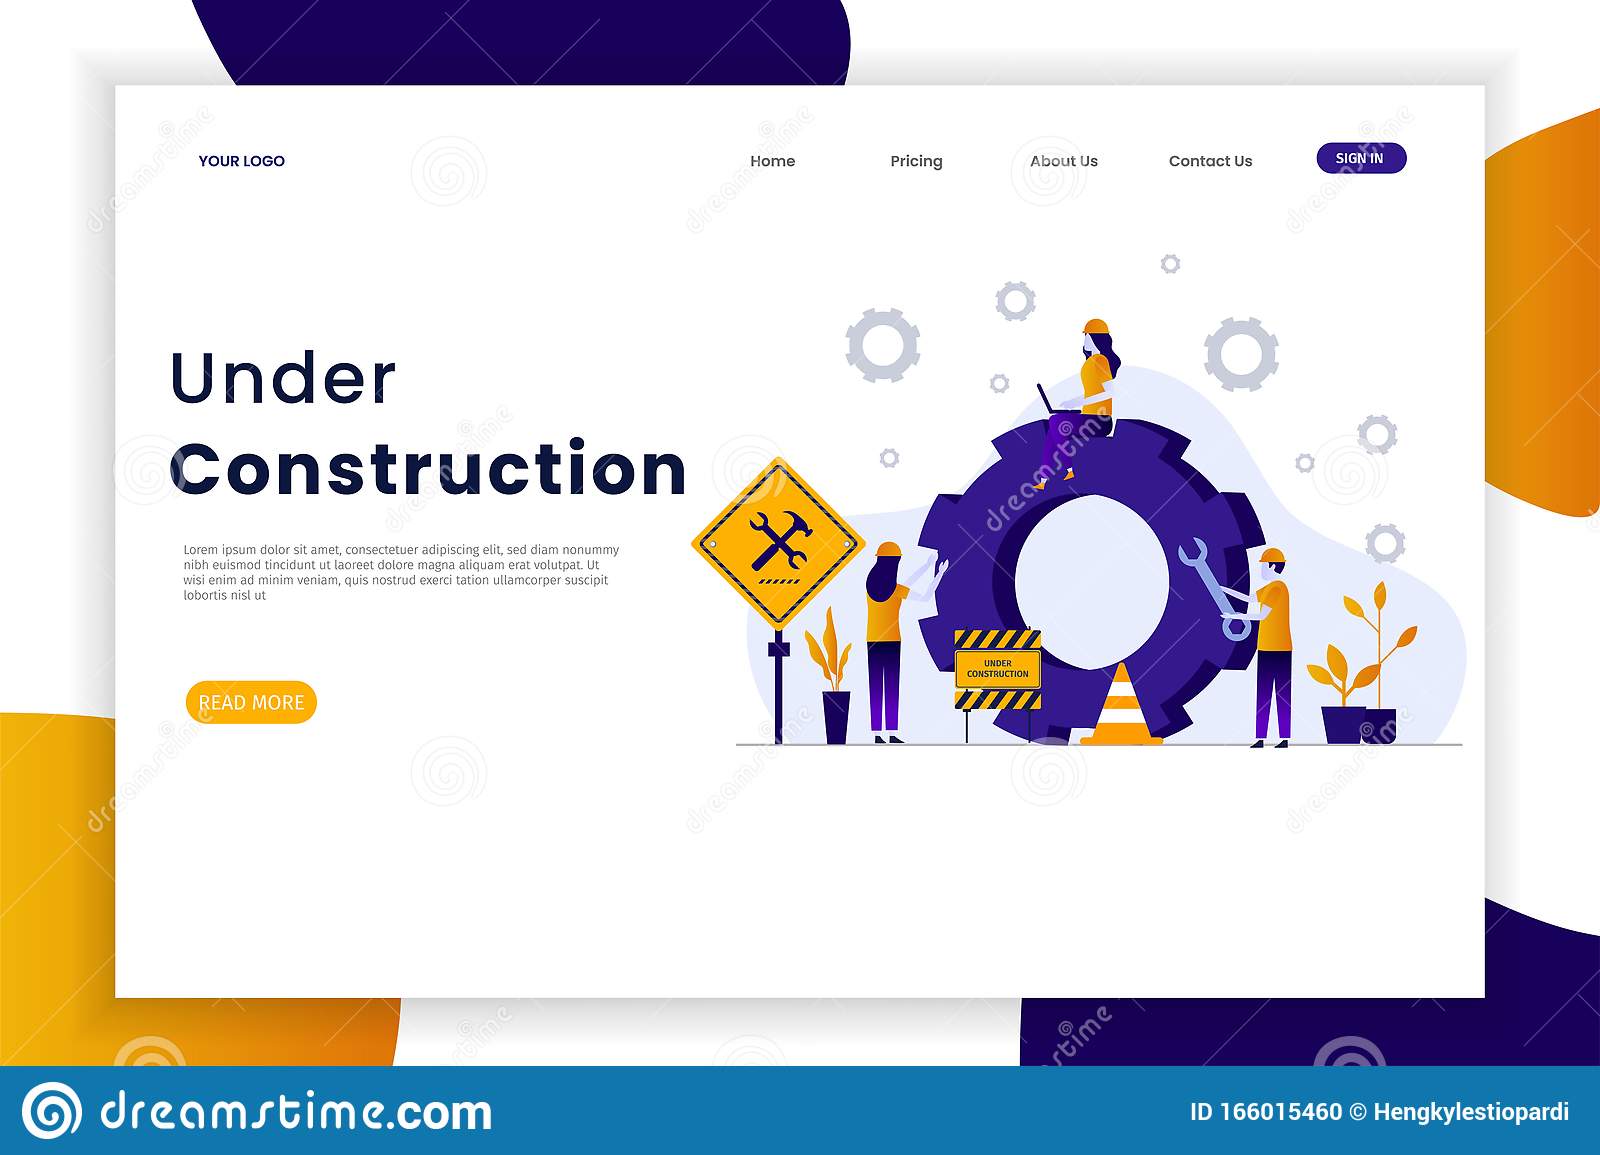 YOUR LOGO
Home Pricing About Us Contact Us SIGN IN
Under
Construction
Lorem ipsum dolor sit amet, consectetuer adipiscing elit, sed diam nonummy
nibh euismod tincidunt ut laoreet dolore magna aliquam erat volutpat. Ut
wisi enim ad minim veniam, quis nostrud exerci tation ullamcorper suscipit
lobortis nisl ut
READ MORE
UNDER
CONSTRUCTION
dreamstime.com
ID 166015460 © Hengkylestiopardi